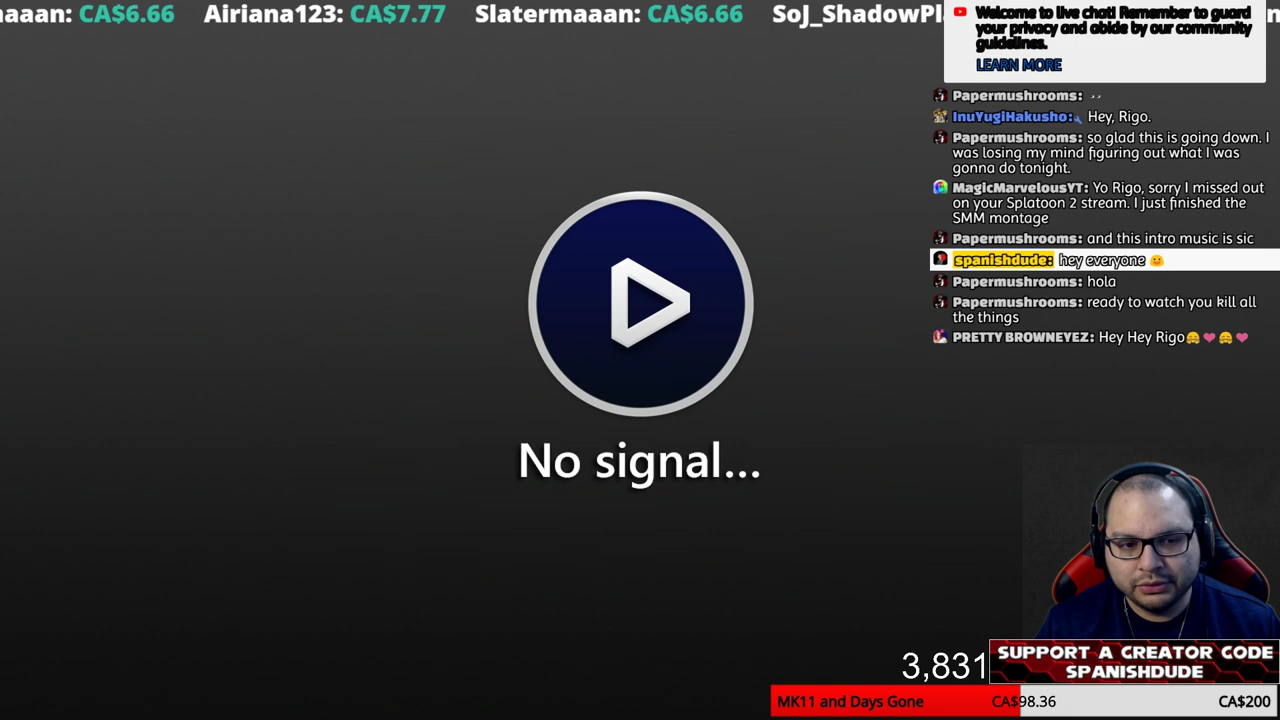 naaan: CA$6.66 Airiana123: CA$7.77 Slatermaaan: CA$6.66 SoJ_ShadowPl
Welcome to live chat! Remember to guard
your privacy and abide by our community
guidelines.
LEARN MORE
Papermushrooms: ..
InuYugiHakusho: Hey, Rigo.
Papermushrooms: so glad this is going down. I
was losing my mind figuring out what I was
gonna do tonight.
MagicMarvelousYT: Yo Rigo, sorry I missed out
on your Splatoon 2 stream. I just finished the
SMM montage
Papermushrooms: and this intro music is sic
spanishdude: hey everyone 🙂
Papermushrooms: hola
Papermushrooms: ready to watch you kill all
the things
PRETTY BROWNEYEZ: Hey Hey Rigo🤗❤🤗❤
No signal...
3,831
SUPPORT A CREATOR CODE
SPANISHDUDE
MK11 and Days Gone CA$98.36 CA$200